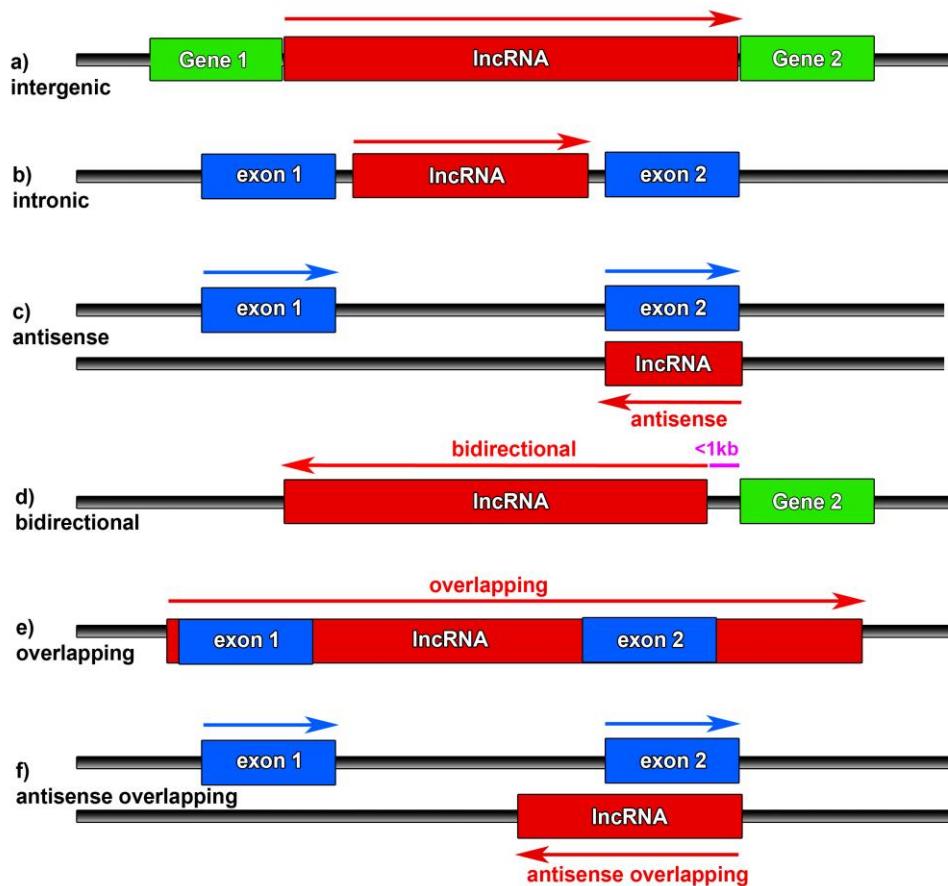 a)
intergenic
Gene 1
lncRNA
Gene 2
b)
intronic
exon 1
lncRNA
exon 2
c)
antisense
exon 1
exon 2
lncRNA
antisense
d)
bidirectional
bidirectional
<1kb
lncRNA
Gene 2
e)
overlapping
overlapping
exon 1
lncRNA
exon 2
f)
antisense overlapping
exon 1
exon 2
lncRNA
antisense overlapping